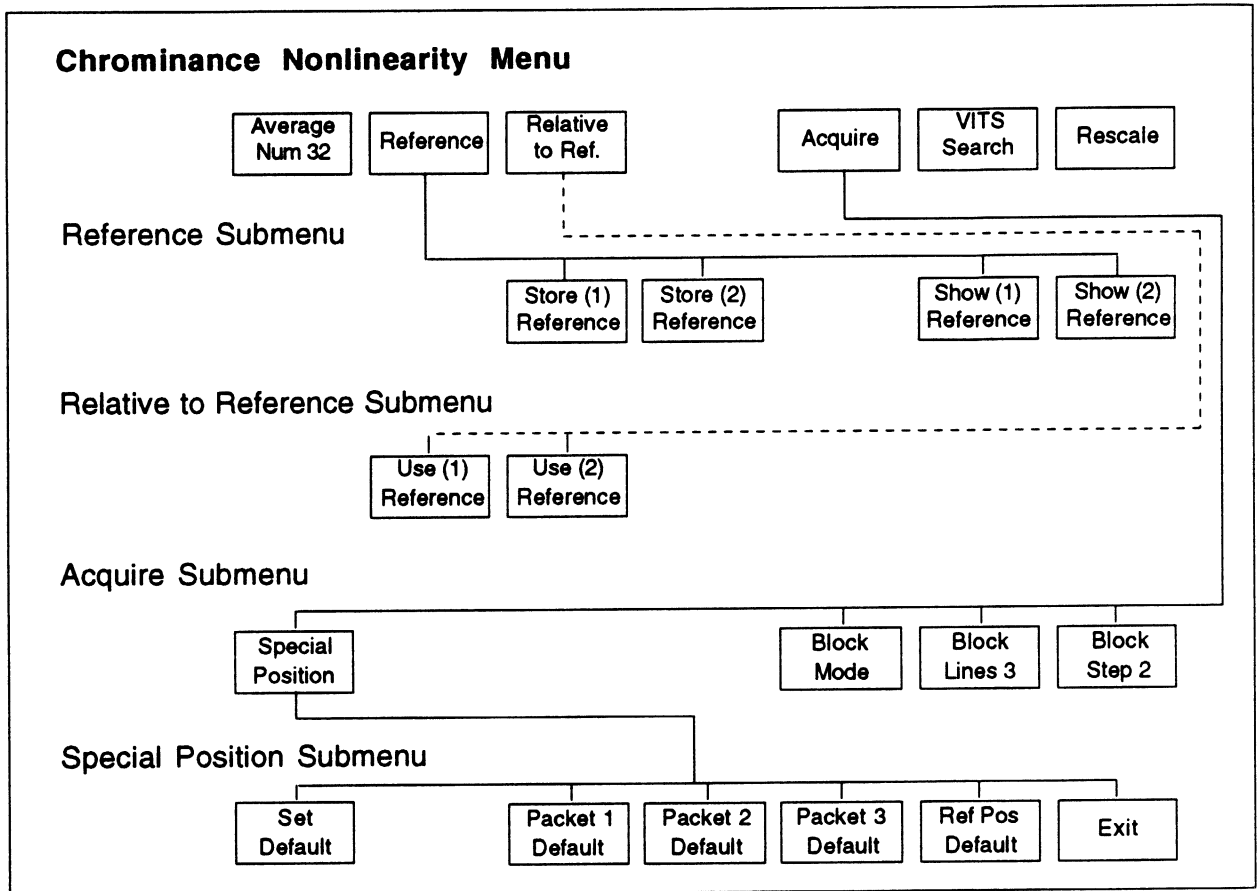 Chrominance Nonlinearity Menu
Average
Num 32
Reference
Relative
to Ref.
Acquire
VITS
Search
Rescale
Reference Submenu
Store (1)
Reference
Store (2)
Reference
Show (1)
Reference
Show (2)
Reference
Relative to Reference Submenu
Use (1)
Reference
Use (2)
Reference
Acquire Submenu
Special
Position
Block
Mode
Block
Lines 3
Block
Step 2
Special Position Submenu
Set
Default
Packet 1
Default
Packet 2
Default
Packet 3
Default
Ref Pos
Default
Exit